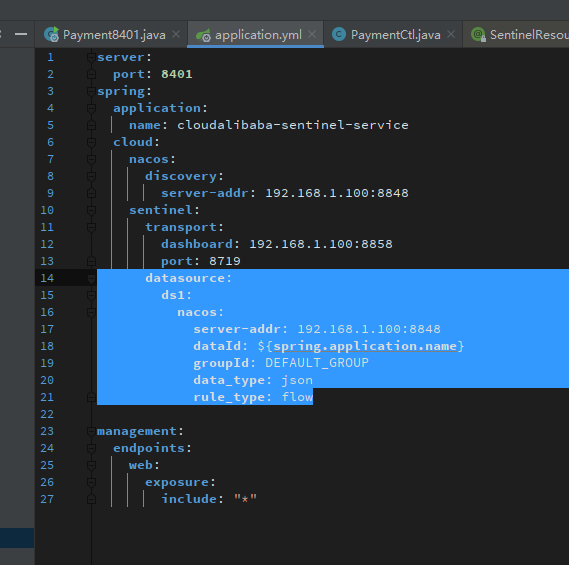 Payment8401.java application.yml PaymentCtl.java SentinelResou
1 server:
2   port: 8401
3 spring:
4   application:
5     name: cloudalibaba-sentinel-service
6   cloud:
7     nacos:
8       discovery:
9         server-addr: 192.168.1.100:8848
10     sentinel:
11       transport:
12         dashboard: 192.168.1.100:8858
13         port: 8719
14       datasource:
15         ds1:
16           nacos:
17             server-addr: 192.168.1.100:8848
18             dataId: ${spring.application.name}
19             groupId: DEFAULT_GROUP
20             data_type: json
21             rule_type: flow
22
23 management:
24   endpoints:
25     web:
26       exposure:
27         include: "*"